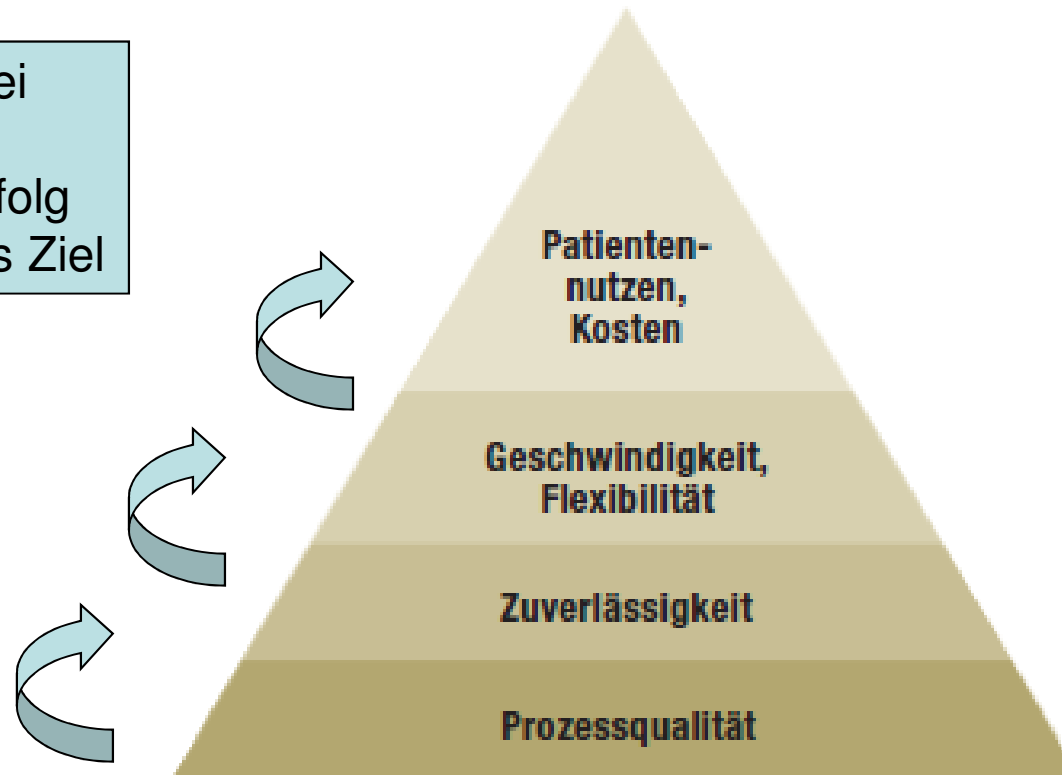 ei
folg
s Ziel
Patienten-
nutzen,
Kosten
Geschwindigkeit,
Flexibilität
Zuverlässigkeit
Prozessqualität